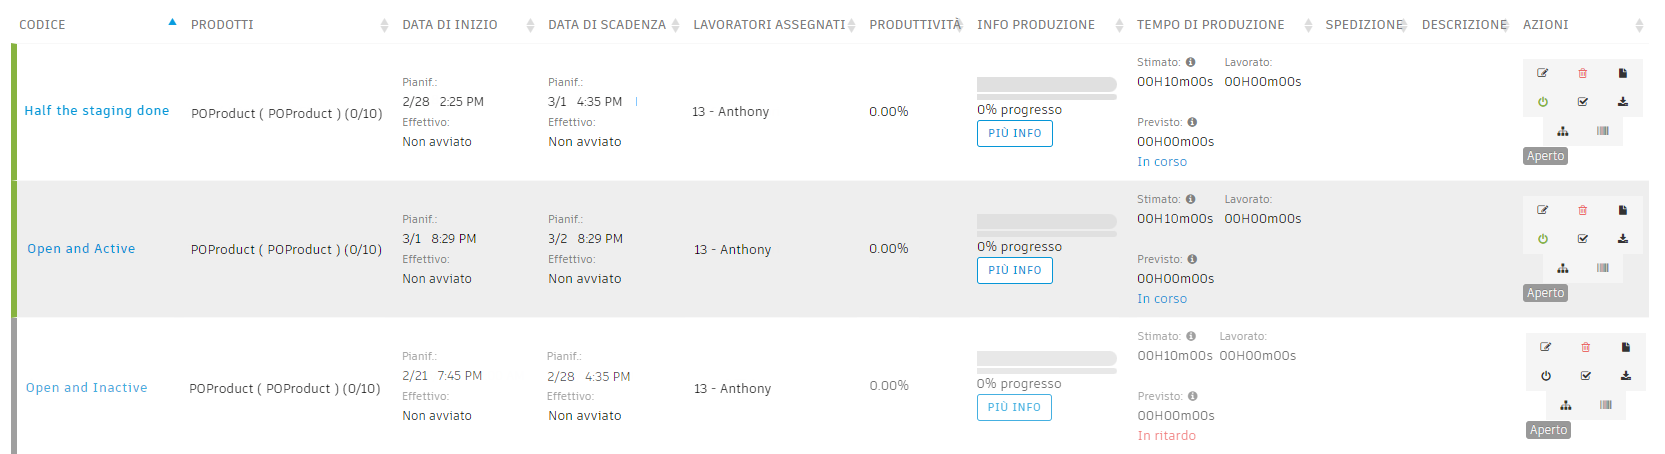 CODICE PRODOTTI DATA DI INIZIO DATA DI SCADENZA LAVORATORI ASSEGNATI PRODUTTIVITÀ INFO PRODUZIONE TEMPO DI PRODUZIONE SPEDIZIONE DESCRIZIONE AZIONI
Half the staging done
POProduct ( POProduct ) (0/10)
Pianif.:
2/28 2:25 PM
Effettivo:
Non avviato
Pianif.:
3/1 4:35 PM
Effettivo:
Non avviato
13 - Anthony
0.00%
0% progresso
PIÙ INFO
Stimato: Lavorato:
00H10m00s 00H00m00s
Previsto:
00H00m00s
In corso
Aperto
Open and Active
POProduct ( POProduct ) (0/10)
Pianif.:
3/1 8:29 PM
Effettivo:
Non avviato
Pianif.:
3/2 8:29 PM
Effettivo:
Non avviato
13 - Anthony
0.00%
0% progresso
PIÙ INFO
Stimato: Lavorato:
00H10m00s 00H00m00s
Previsto:
00H00m00s
In corso
Aperto
Open and Inactive
POProduct ( POProduct ) (0/10)
Pianif.:
2/21 7:45 PM
Effettivo:
Non avviato
Pianif.:
2/28 4:35 PM
Effettivo:
Non avviato
13 - Anthony
0.00%
0% progresso
PIÙ INFO
Stimato: Lavorato:
00H10m00s 00H00m00s
Previsto:
00H00m00s
In ritardo
Aperto